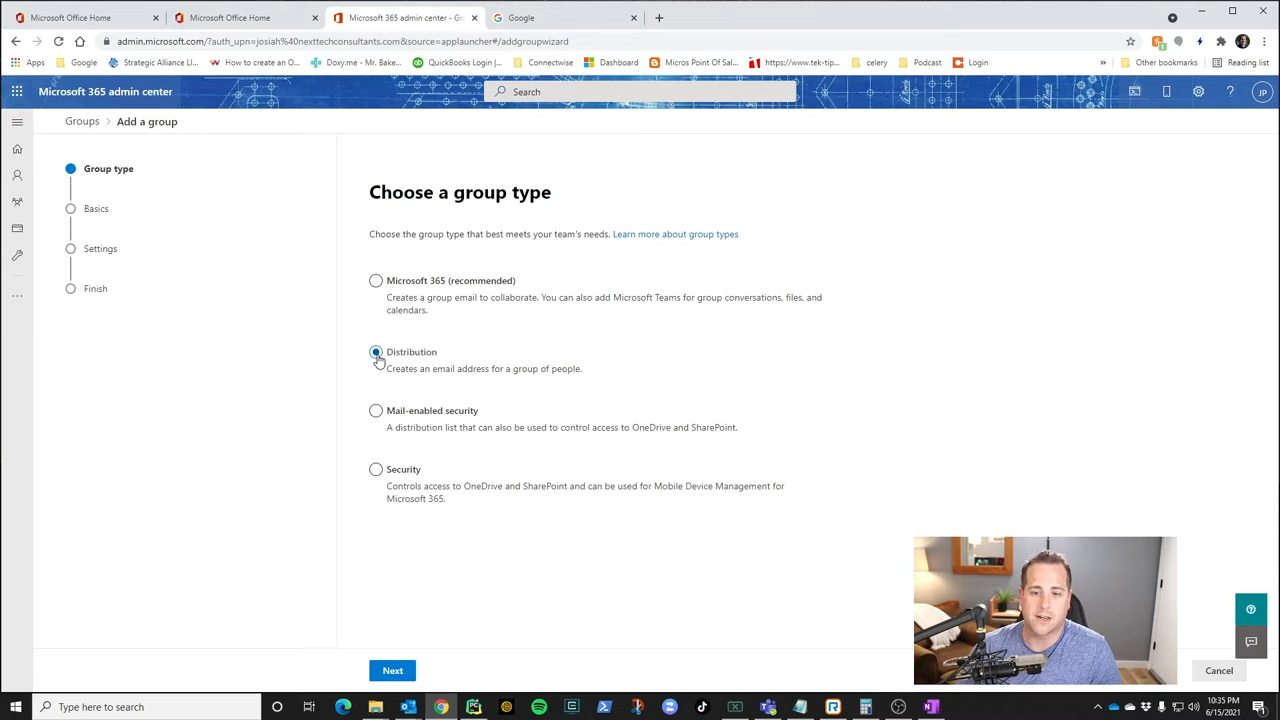 Microsoft Office Home
Microsoft Office Home
Microsoft 365 admin center - Gr
Google
admin.microsoft.com/?auth_upn=josiah%40nexttechconsultants.com&source=applauncher#/addgroupwizard
Apps
Google
Strategic Alliance Ll...
How to create an O...
Doxy.me - Mr. Bake...
QuickBooks Login |...
Connectwise
Dashboard
Micros Point Of Sal...
https://www.tek-tip...
celery
Podcast
Login
»
Other bookmarks
Reading list
Microsoft 365 admin center
Search
JP
Groups > Add a group
Group type
Basics
Settings
Finish
Choose a group type
Choose the group type that best meets your team's needs. Learn more about group types
Microsoft 365 (recommended)
Creates a group email to collaborate. You can also add Microsoft Teams for group conversations, files, and
calendars.
Distribution
Creates an email address for a group of people.
Mail-enabled security
A distribution list that can also be used to control access to OneDrive and SharePoint.
Security
Controls access to OneDrive and SharePoint and can be used for Mobile Device Management for
Microsoft 365.
Next
Cancel
Type here to search
10:35 PM
6/15/2021